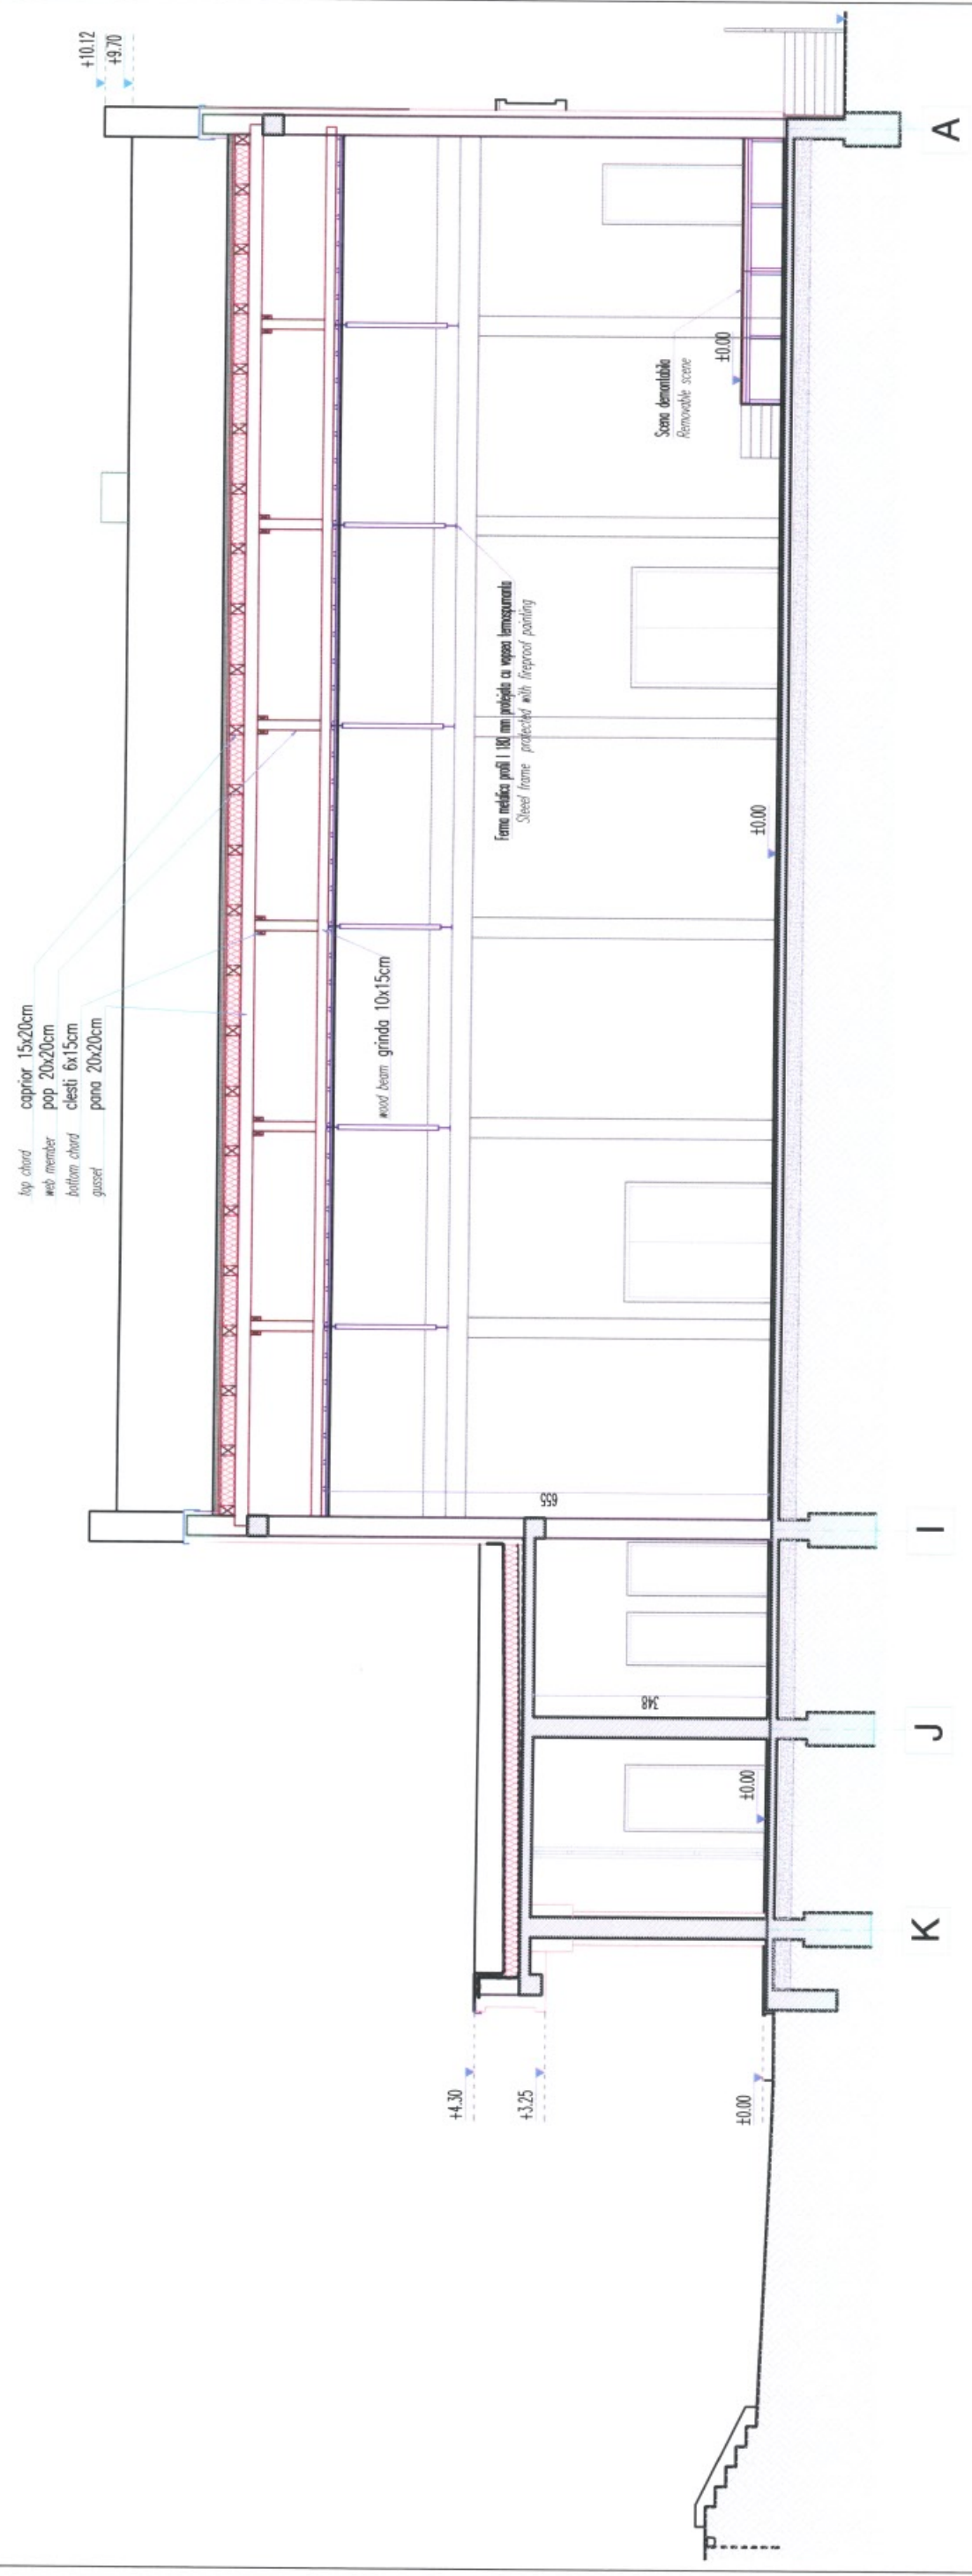 +10.12
+9.70
top chord caprior 15x20cm
web member pop 20x20cm
bottom chord clesti 6x15cm
gusset pana 20x20cm
wood beam grinda 10x15cm
Ferma metalica profil I 180 mm protejata cu vopsea termospumanta
Steeel frame protected with fireproof painting
Scena demontabila
Removable scene
±0.00
±0.00
655
348
±0.00
+4.30
+3.25
±0.00
K
J
I
A